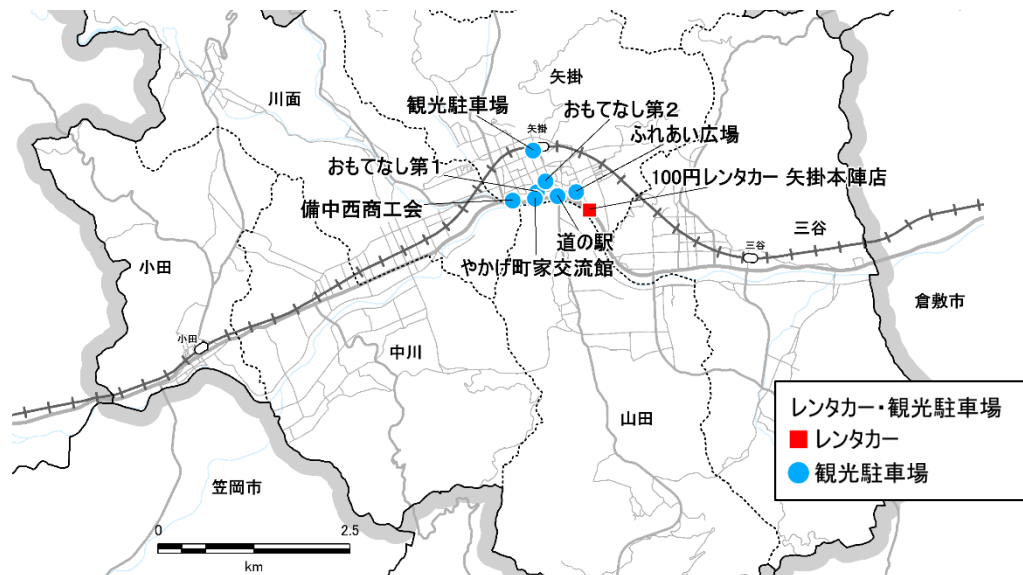 矢掛
川面
観光駐車場
おもてなし第２
矢掛
ふれあい広場
おもてなし第１
100円レンタカー 矢掛本陣店
備中西商工会
道の駅
三谷
三谷
小田
やかげ町家交流館
倉敷市
小田
中川
山田
笠岡市
レンタカー・観光駐車場
レンタカー
観光駐車場
0
2.5
km